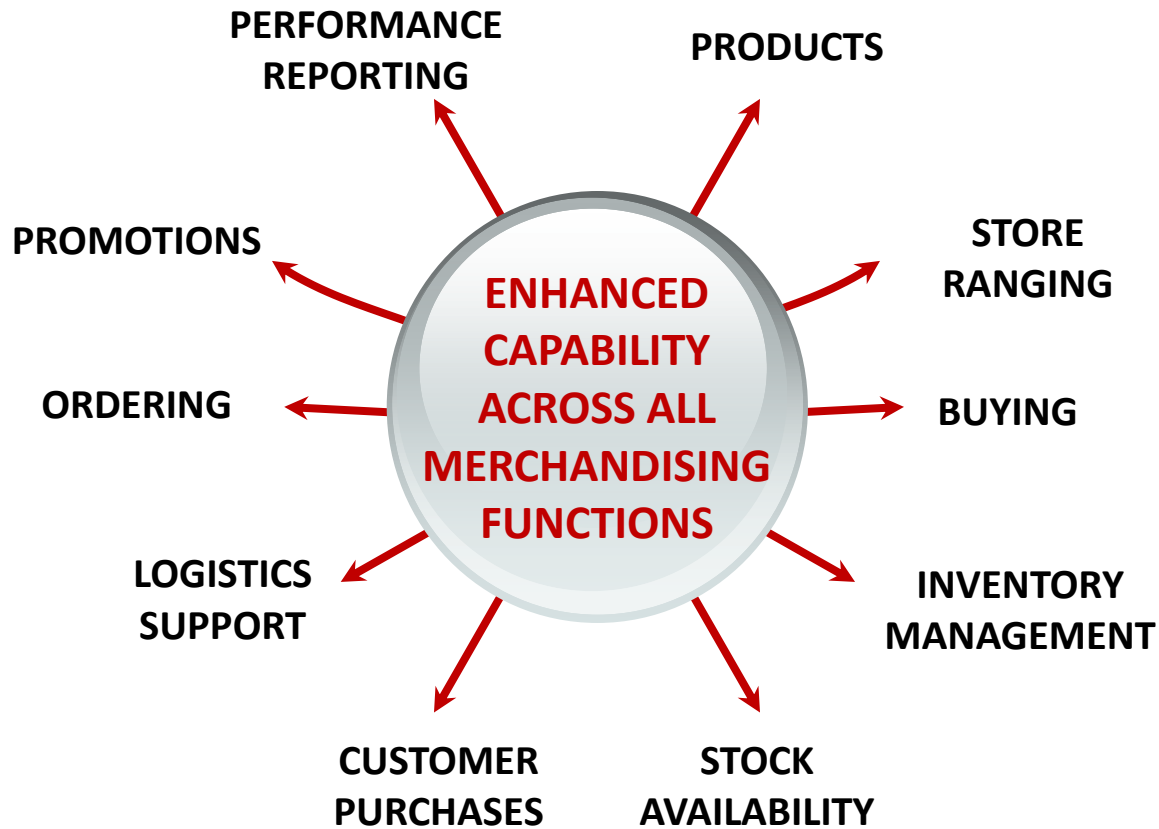 PERFORMANCE
REPORTING
PRODUCTS
PROMOTIONS
STORE
RANGING
ENHANCED
CAPABILITY
ACROSS ALL
MERCHANDISING
FUNCTIONS
ORDERING
BUYING
LOGISTICS
SUPPORT
INVENTORY
MANAGEMENT
CUSTOMER
PURCHASES
STOCK
AVAILABILITY